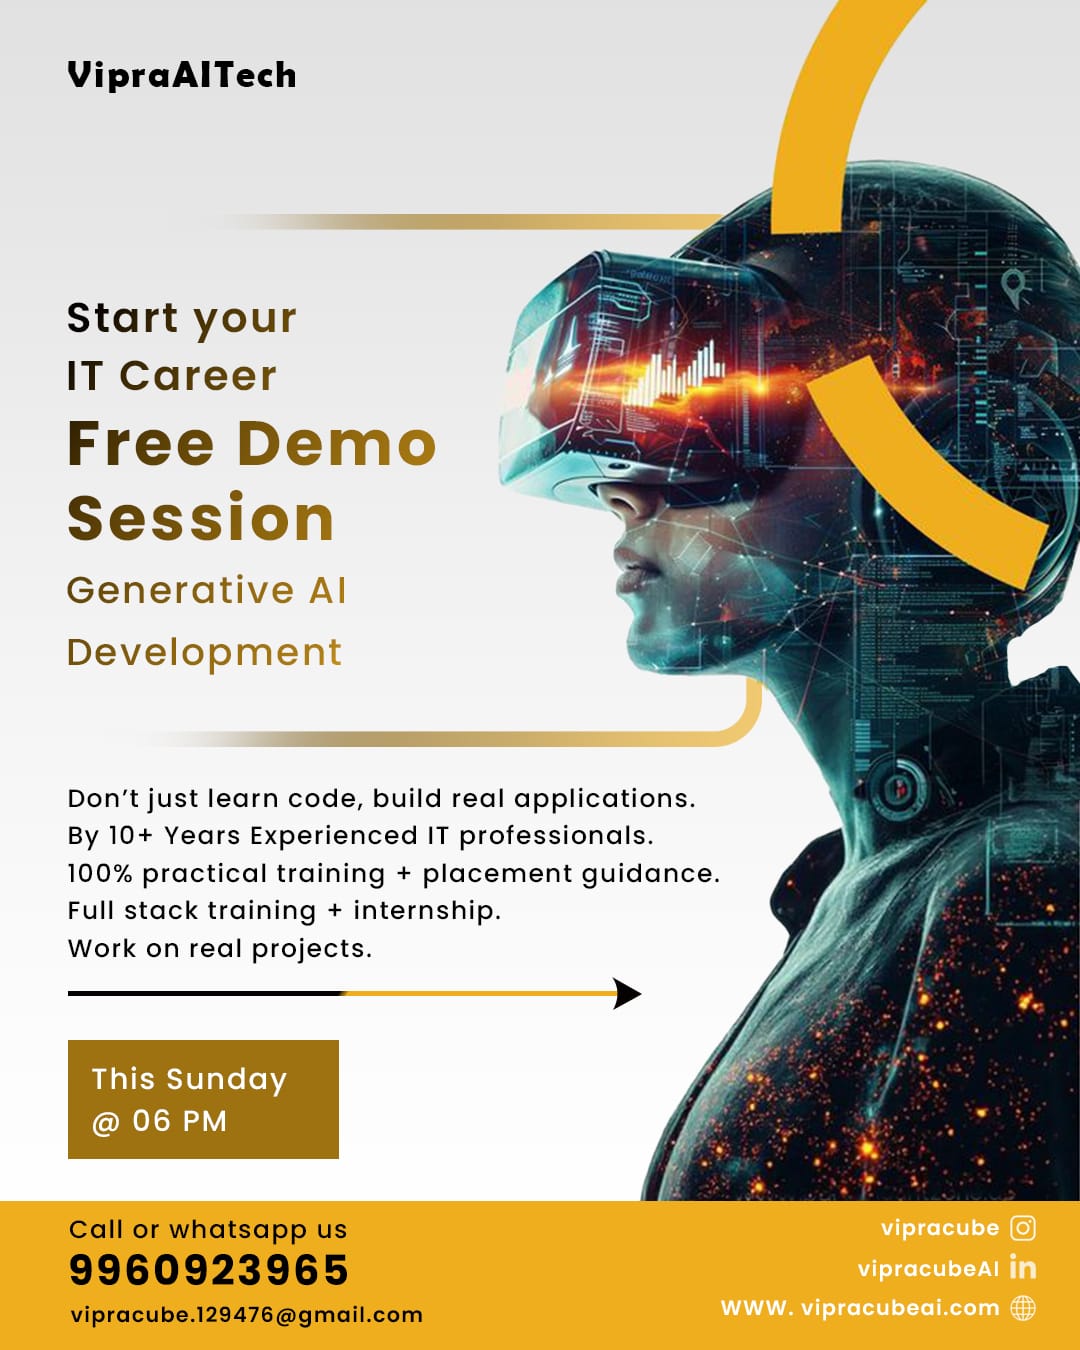 VipraAITech
Start your
IT Career
Free Demo
Session
Generative AI
Development
Don’t just learn code, build real applications.
By 10+ Years Experienced IT professionals.
100% practical training + placement guidance.
Full stack training + internship.
Work on real projects.
This Sunday
@ 06 PM
Call or whatsapp us
9960923965
vipracube.129476@gmail.com
vipracube
vipracubeAI
WWW. vipracubeai.com